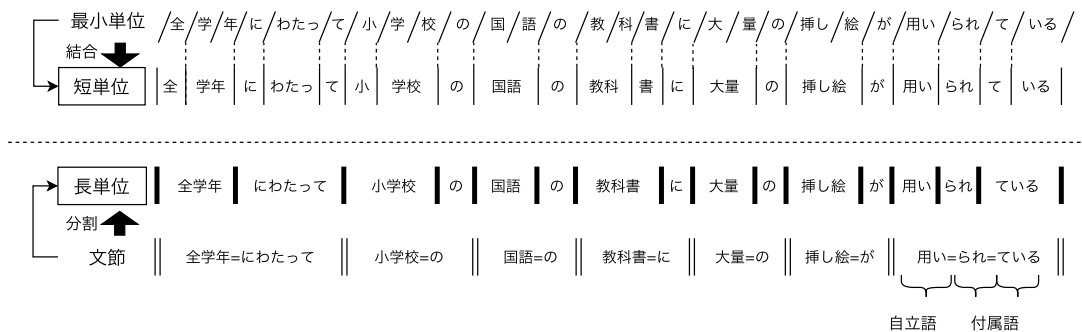 最小単位 /全/学/年/に/わたっ/て/小/学/校/の/国/語/の/教/科/書/に/大/量/の/挿し/絵/が/用い/られ/て/いる/
結合
短単位 |全|学年|に|わたっ|て|小|学校|の|国語|の|教科|書|に|大量|の|挿し絵|が|用い|られ|て|いる|
長単位 |全学年|にわたって|小学校|の|国語|の|教科書|に|大量|の|挿し絵|が|用い|られ|ている|
分割
文節 ||全学年=にわたって||小学校=の||国語=の||教科書=に||大量=の||挿し絵=が||用い=られ=ている||
自立語 付属語